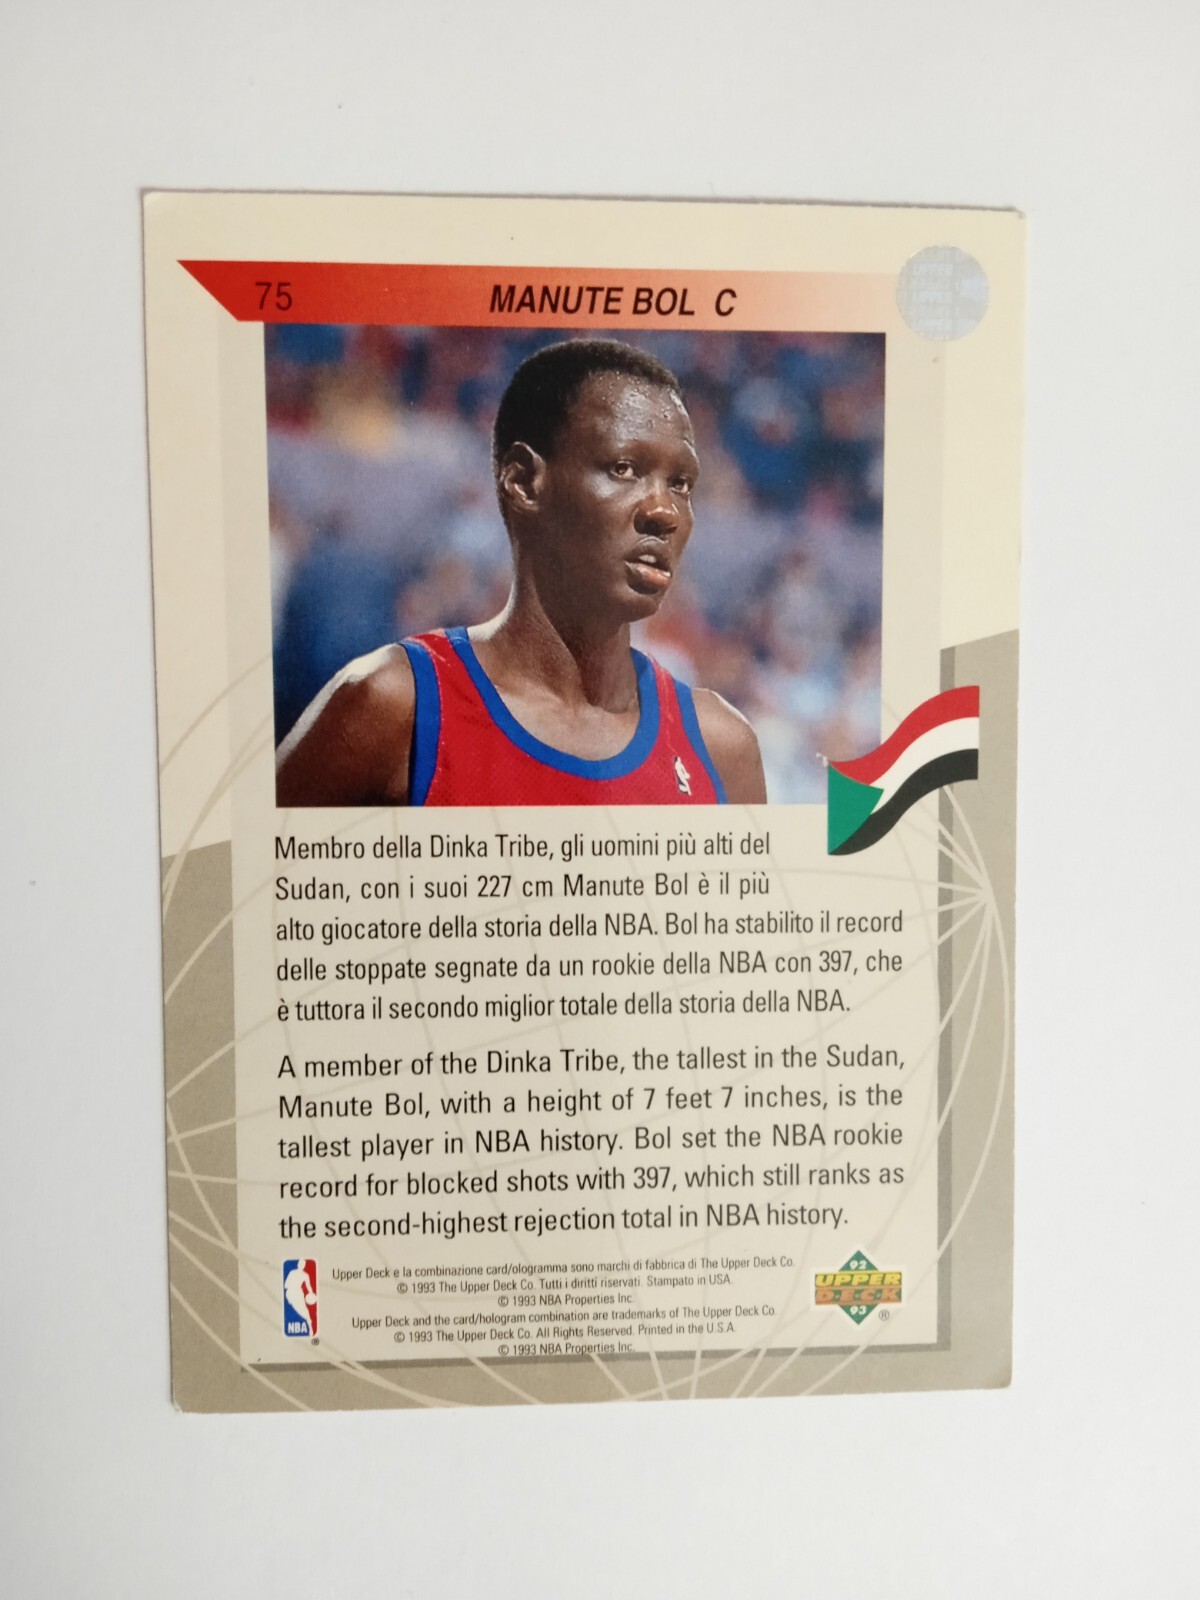 75
MANUTE BOL C
UPPER
UPPER
Membro della Dinka Tribe, gli uomini più alti del
Sudan, con i suoi 227 cm Manute Bol è il più
alto giocatore della storia della NBA. Bol ha stabilito il record
delle stoppate segnate da un rookie della NBA con 397, che
è tuttora il secondo miglior totale della storia della NBA.
A member of the Dinka Tribe, the tallest in the Sudan,
Manute Bol, with a height of 7 feet 7 inches, is the
tallest player in NBA history. Bol set the NBA rookie
record for blocked shots with 397, which still ranks as
the second-highest rejection total in NBA history.
Upper Deck e la combinazione card/ologramma sono marchi di fabbrica di The Upper Deck Co.
© 1993 The Upper Deck Co. Tutti i diritti riservati. Stampato in USA
© 1993 NBA Properties Inc.
Upper Deck and the card/hologram combination are trademarks of The Upper Deck Co.
© 1993 The Upper Deck Co. All Rights Reserved. Printed in the U.S.A.
© 1993 NBA Properties Inc.
NBA ®
92
UPPER
DECK
93 ®